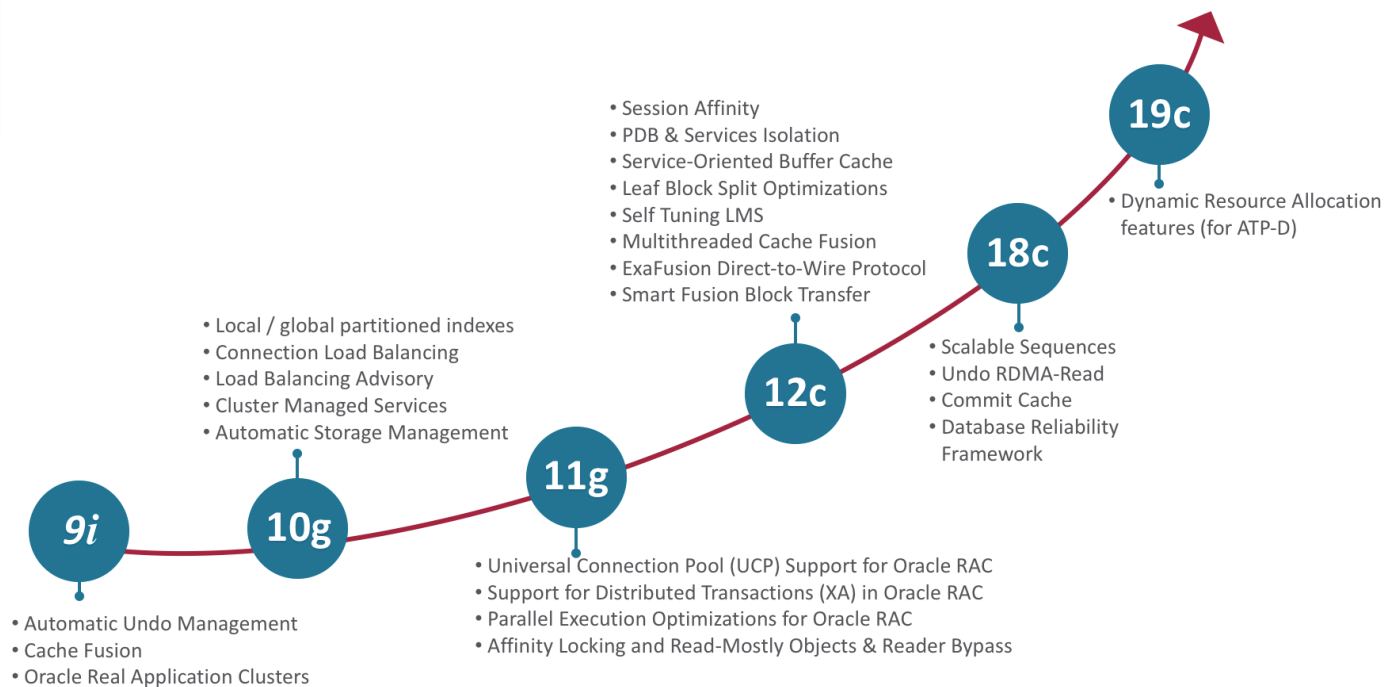 9i
• Automatic Undo Management
• Cache Fusion
• Oracle Real Application Clusters
• Local / global partitioned indexes
• Connection Load Balancing
• Load Balancing Advisory
• Cluster Managed Services
• Automatic Storage Management
10g
11g
• Universal Connection Pool (UCP) Support for Oracle RAC
• Support for Distributed Transactions (XA) in Oracle RAC
• Parallel Execution Optimizations for Oracle RAC
• Affinity Locking and Read-Mostly Objects & Reader Bypass
• Session Affinity
• PDB & Services Isolation
• Service-Oriented Buffer Cache
• Leaf Block Split Optimizations
• Self Tuning LMS
• Multithreaded Cache Fusion
• ExaFusion Direct-to-Wire Protocol
• Smart Fusion Block Transfer
12c
18c
• Scalable Sequences
• Undo RDMA-Read
• Commit Cache
• Database Reliability
Framework
19c
• Dynamic Resource Allocation
features (for ATP-D)